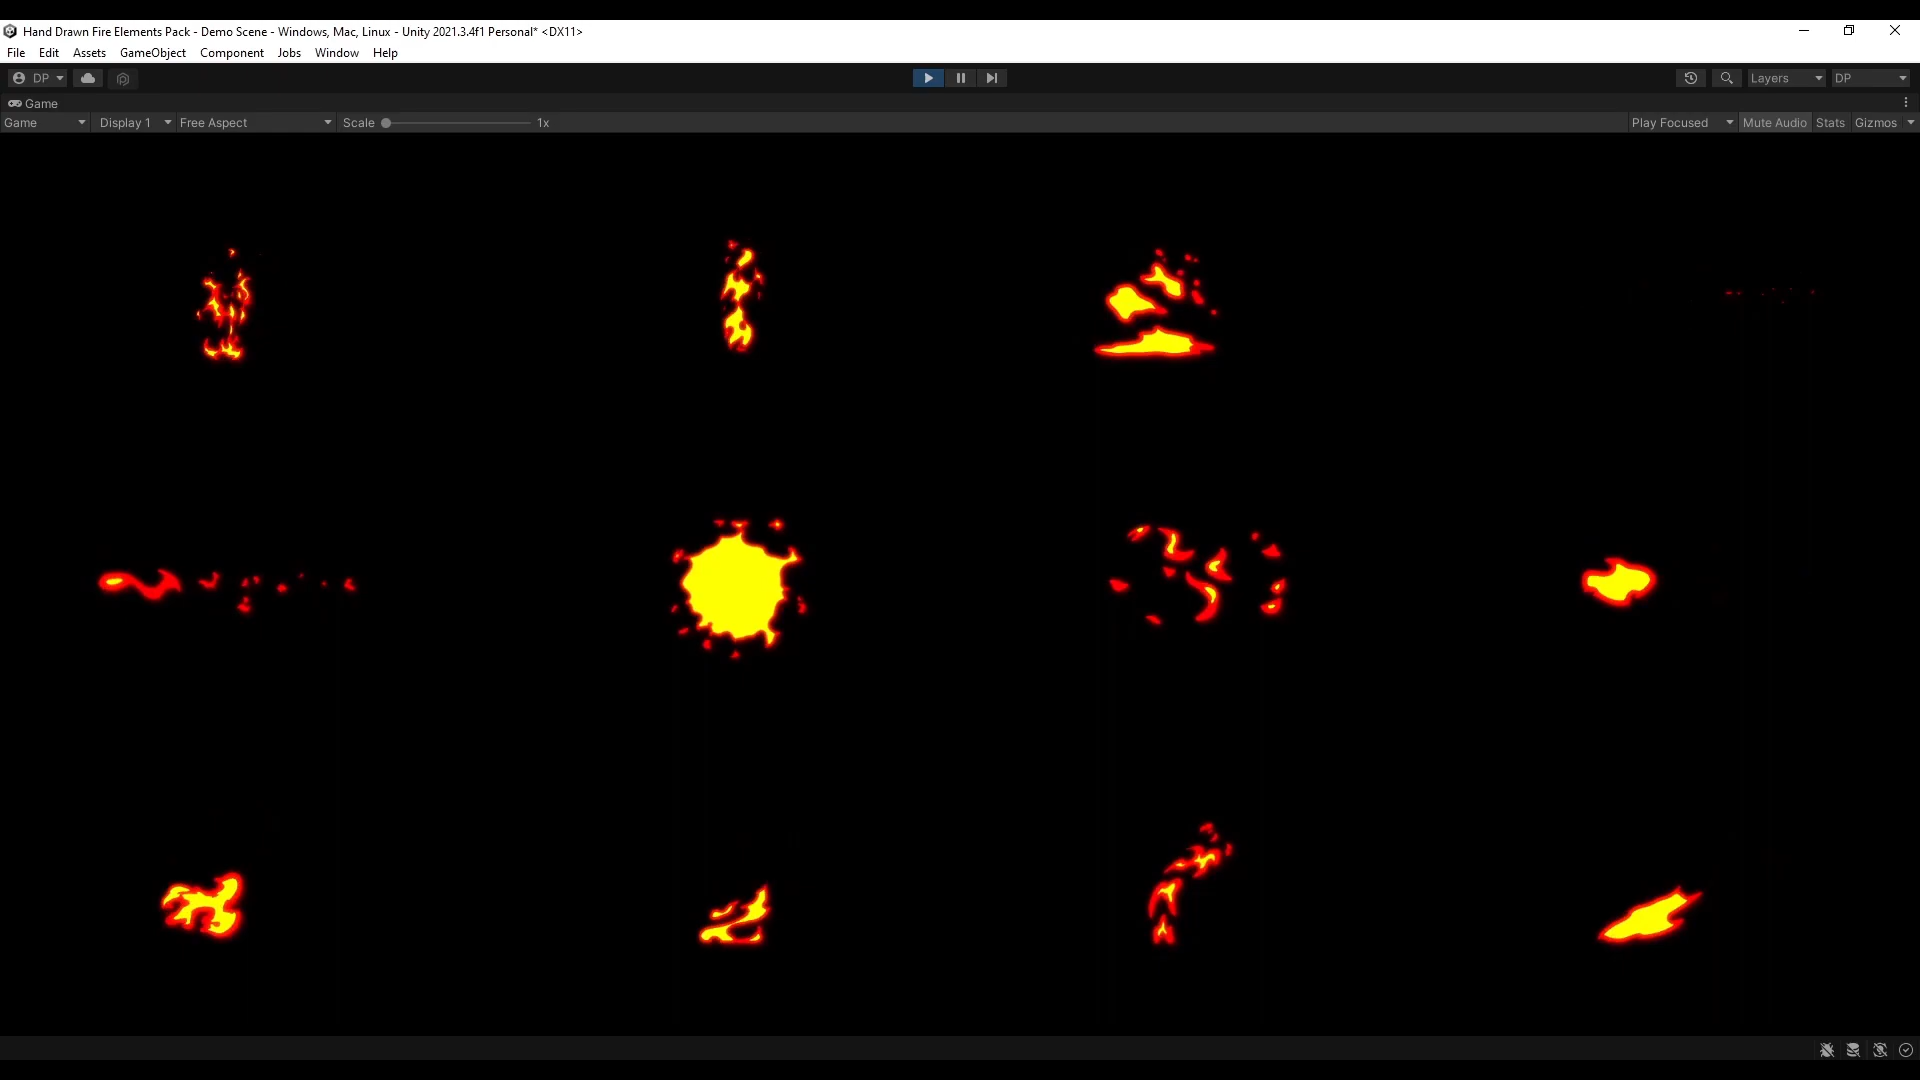 Hand Drawn Fire Elements Pack - Demo Scene - Windows, Mac, Linux - Unity 2021.3.4f1 Personal* <DX11>
File Edit Assets GameObject Component Jobs Window Help
DP Layers DP
Game
Game Display 1 Free Aspect Scale 1x Play Focused Mute Audio Stats Gizmos